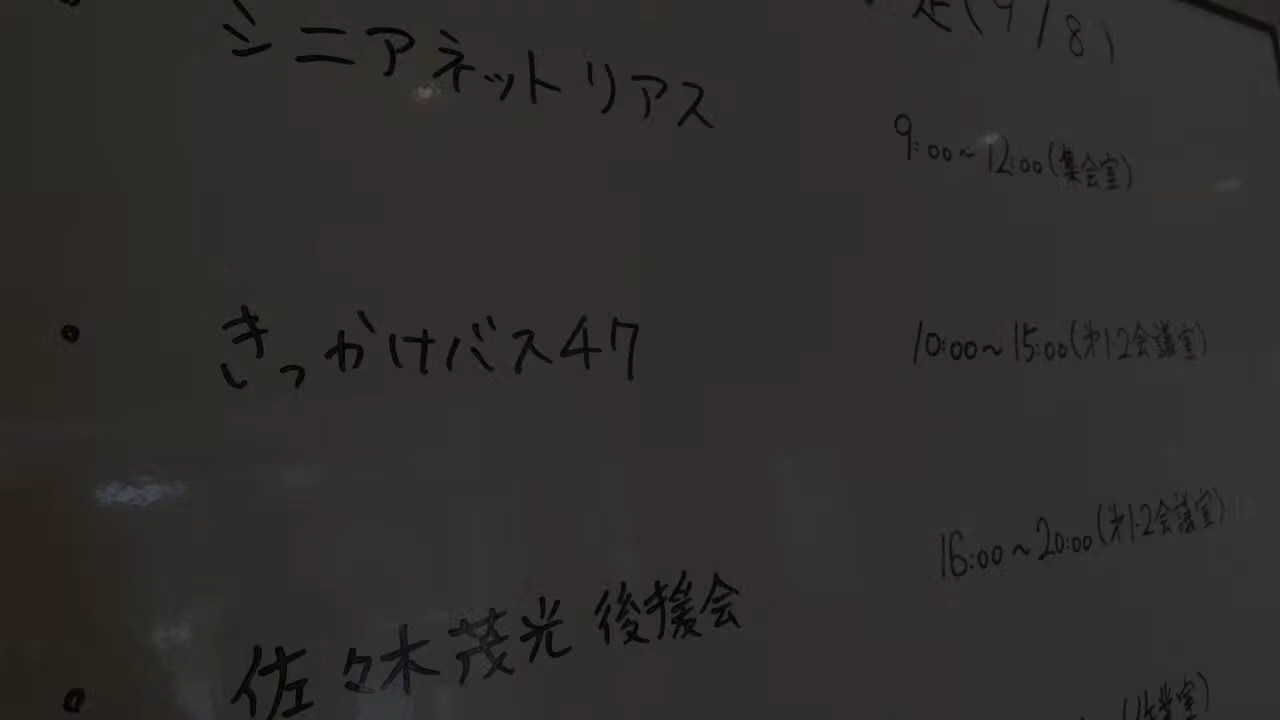 定(9/8)
シニアネットリアス
9:00~12:00(集会室)
きっかけバス47
10:00~15:00(第1.2会議室)
16:00~20:00(第1.2会議室)
佐々木茂光 後援会